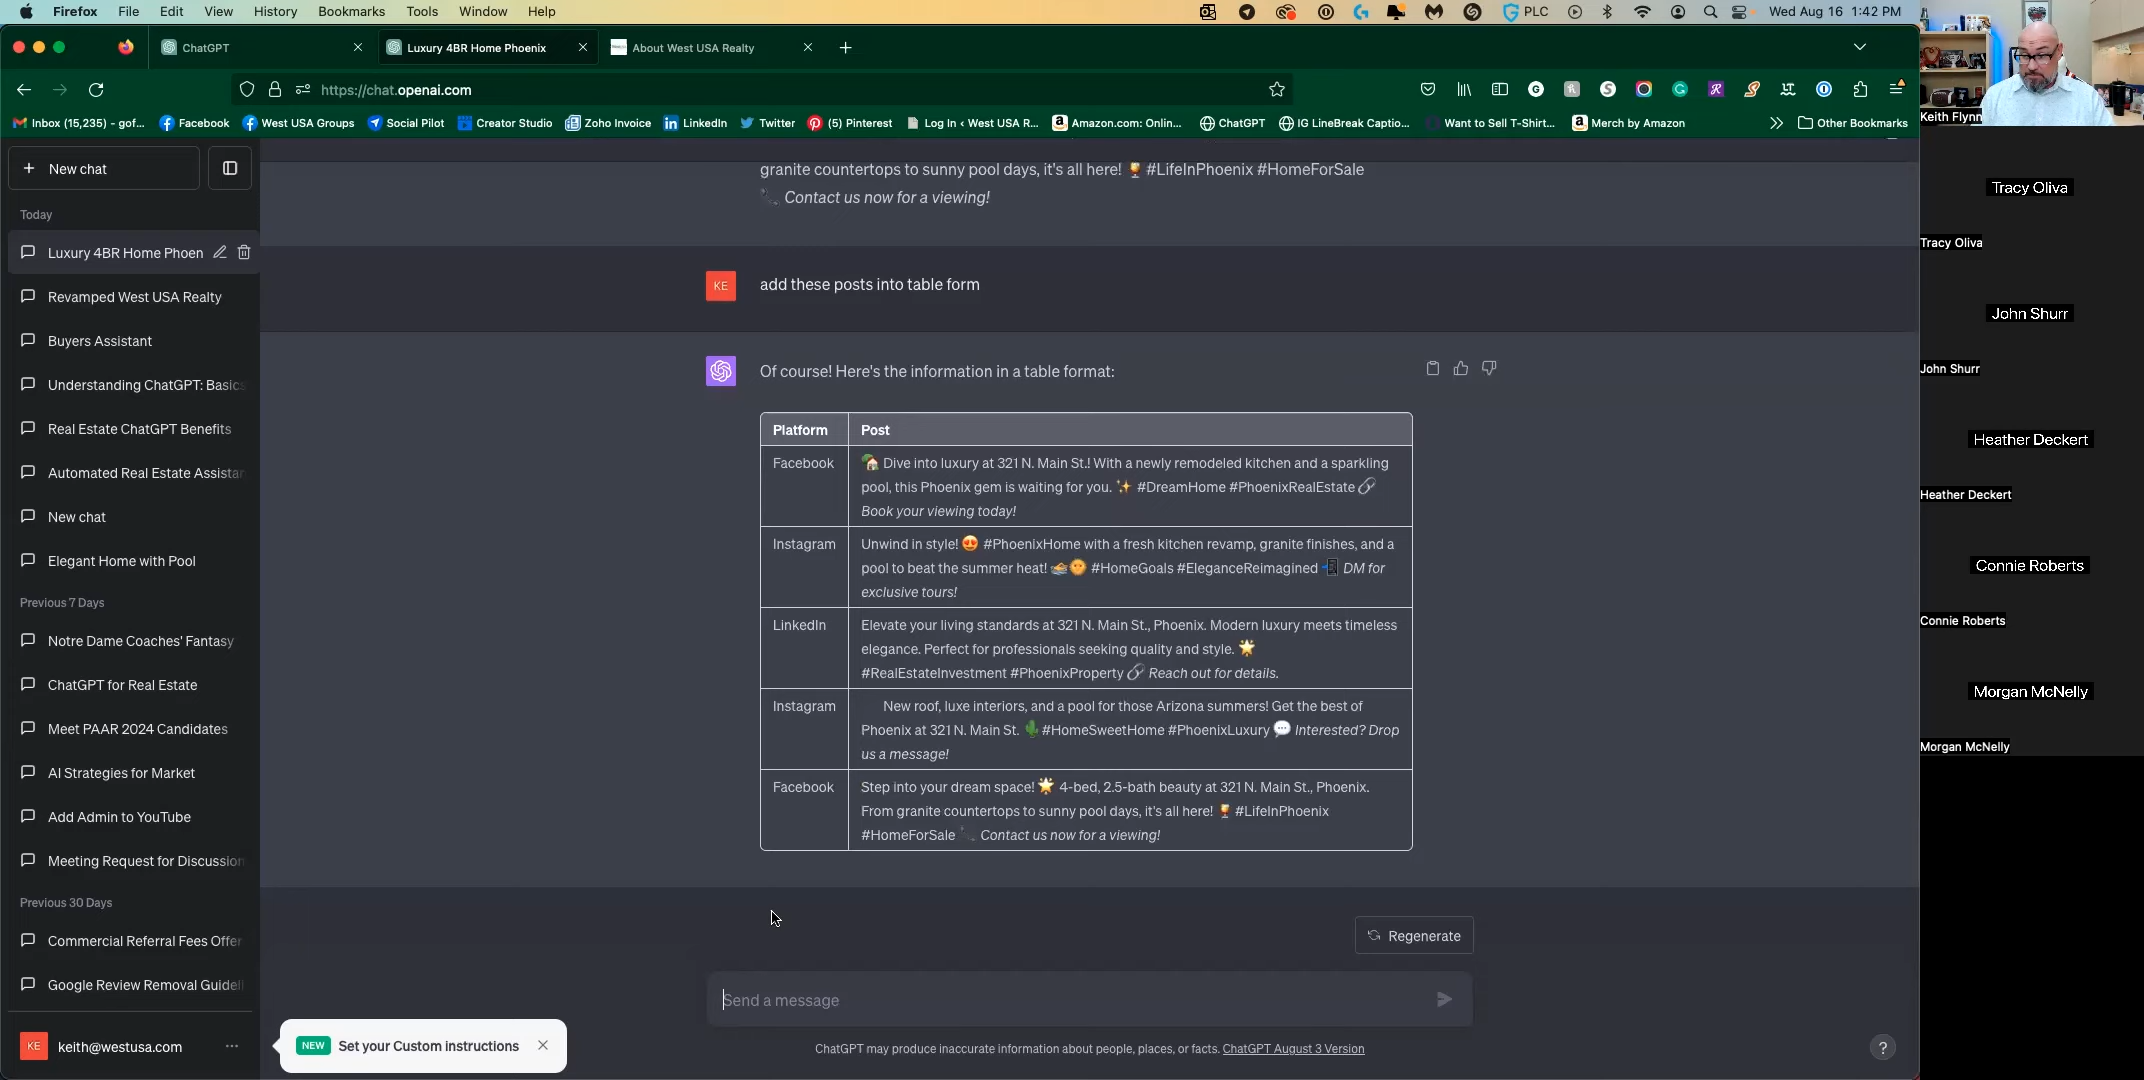 Firefox File Edit View History Bookmarks Tools Window Help PLC Wed Aug 16 1:42 PM
ChatGPT Luxury 4BR Home Phoenix About West USA Realty
https://chat.openai.com
Inbox (15,235) - gof... Facebook West USA Groups Social Pilot Creator Studio Zoho Invoice LinkedIn Twitter (5) Pinterest Log In ‹ West USA R... Amazon.com: Onlin... ChatGPT IG LineBreak Captio... Want to Sell T-Shirt... Merch by Amazon Other Bookmarks
New chat
Today
Luxury 4BR Home Phoen
Revamped West USA Realty
Buyers Assistant
Understanding ChatGPT: Basics
Real Estate ChatGPT Benefits
Automated Real Estate Assistan
New chat
Elegant Home with Pool
Previous 7 Days
Notre Dame Coaches' Fantasy
ChatGPT for Real Estate
Meet PAAR 2024 Candidates
AI Strategies for Market
Add Admin to YouTube
Meeting Request for Discussion
Previous 30 Days
Commercial Referral Fees Offer
Google Review Removal Guideli
KE keith@westusa.com
NEW Set your Custom instructions
granite countertops to sunny pool days, it's all here! 🍹 #LifeInPhoenix #HomeForSale
📞 Contact us now for a viewing!
KE add these posts into table form
Of course! Here's the information in a table format:
Platform Post
Facebook 🏡 Dive into luxury at 321 N. Main St.! With a newly remodeled kitchen and a sparkling
pool, this Phoenix gem is waiting for you. ✨ #DreamHome #PhoenixRealEstate 🔗
Book your viewing today!
Instagram Unwind in style! 😍 #PhoenixHome with a fresh kitchen revamp, granite finishes, and a
pool to beat the summer heat! 🏊🌞 #HomeGoals #EleganceReimagined 📲 DM for
exclusive tours!
LinkedIn Elevate your living standards at 321 N. Main St., Phoenix. Modern luxury meets timeless
elegance. Perfect for professionals seeking quality and style. 🌟
#RealEstateInvestment #PhoenixProperty 🔗 Reach out for details.
Instagram New roof, luxe interiors, and a pool for those Arizona summers! Get the best of
Phoenix at 321 N. Main St. 🌵 #HomeSweetHome #PhoenixLuxury 💬 Interested? Drop
us a message!
Facebook Step into your dream space! 🌟 4-bed, 2.5-bath beauty at 321 N. Main St., Phoenix.
From granite countertops to sunny pool days, it's all here! 🍹 #LifeInPhoenix
#HomeForSale 📞 Contact us now for a viewing!
Regenerate
Send a message
ChatGPT may produce inaccurate information about people, places, or facts. ChatGPT August 3 Version
?
Keith Flynn
Tracy Oliva
Tracy Oliva
John Shurr
John Shurr
Heather Deckert
Heather Deckert
Connie Roberts
Connie Roberts
Morgan McNelly
Morgan McNelly